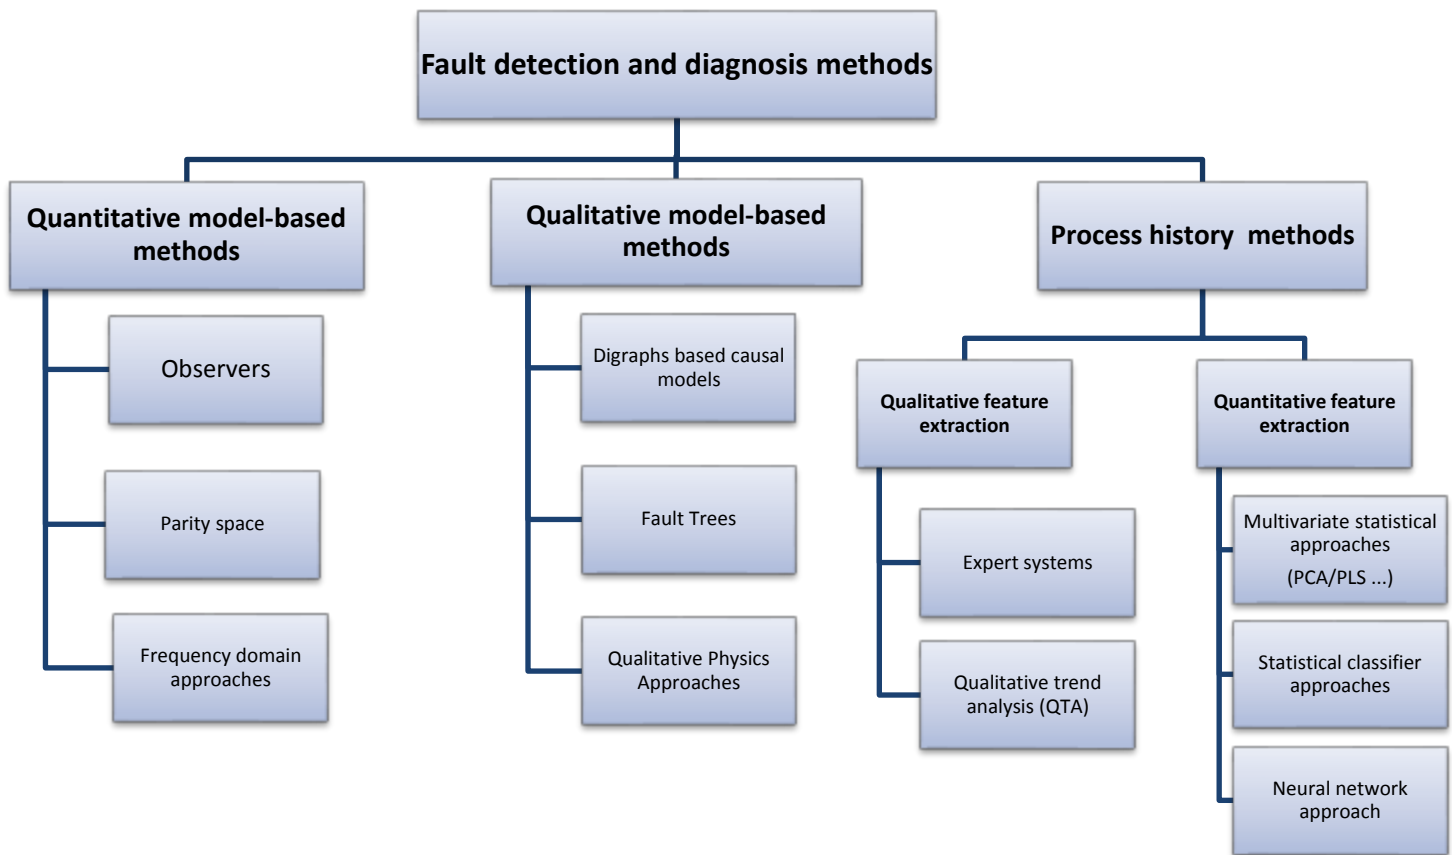 Fault detection and diagnosis methods
Quantitative model-based
methods
Qualitative model-based
methods
Process history methods
Observers
Parity space
Frequency domain
approaches
Digraphs based causal
models
Fault Trees
Qualitative Physics
Approaches
Qualitative feature
extraction
Expert systems
Qualitative trend
analysis (QTA)
Quantitative feature
extraction
Multivariate statistical
approaches
(PCA/PLS ...)
Statistical classifier
approaches
Neural network
approach